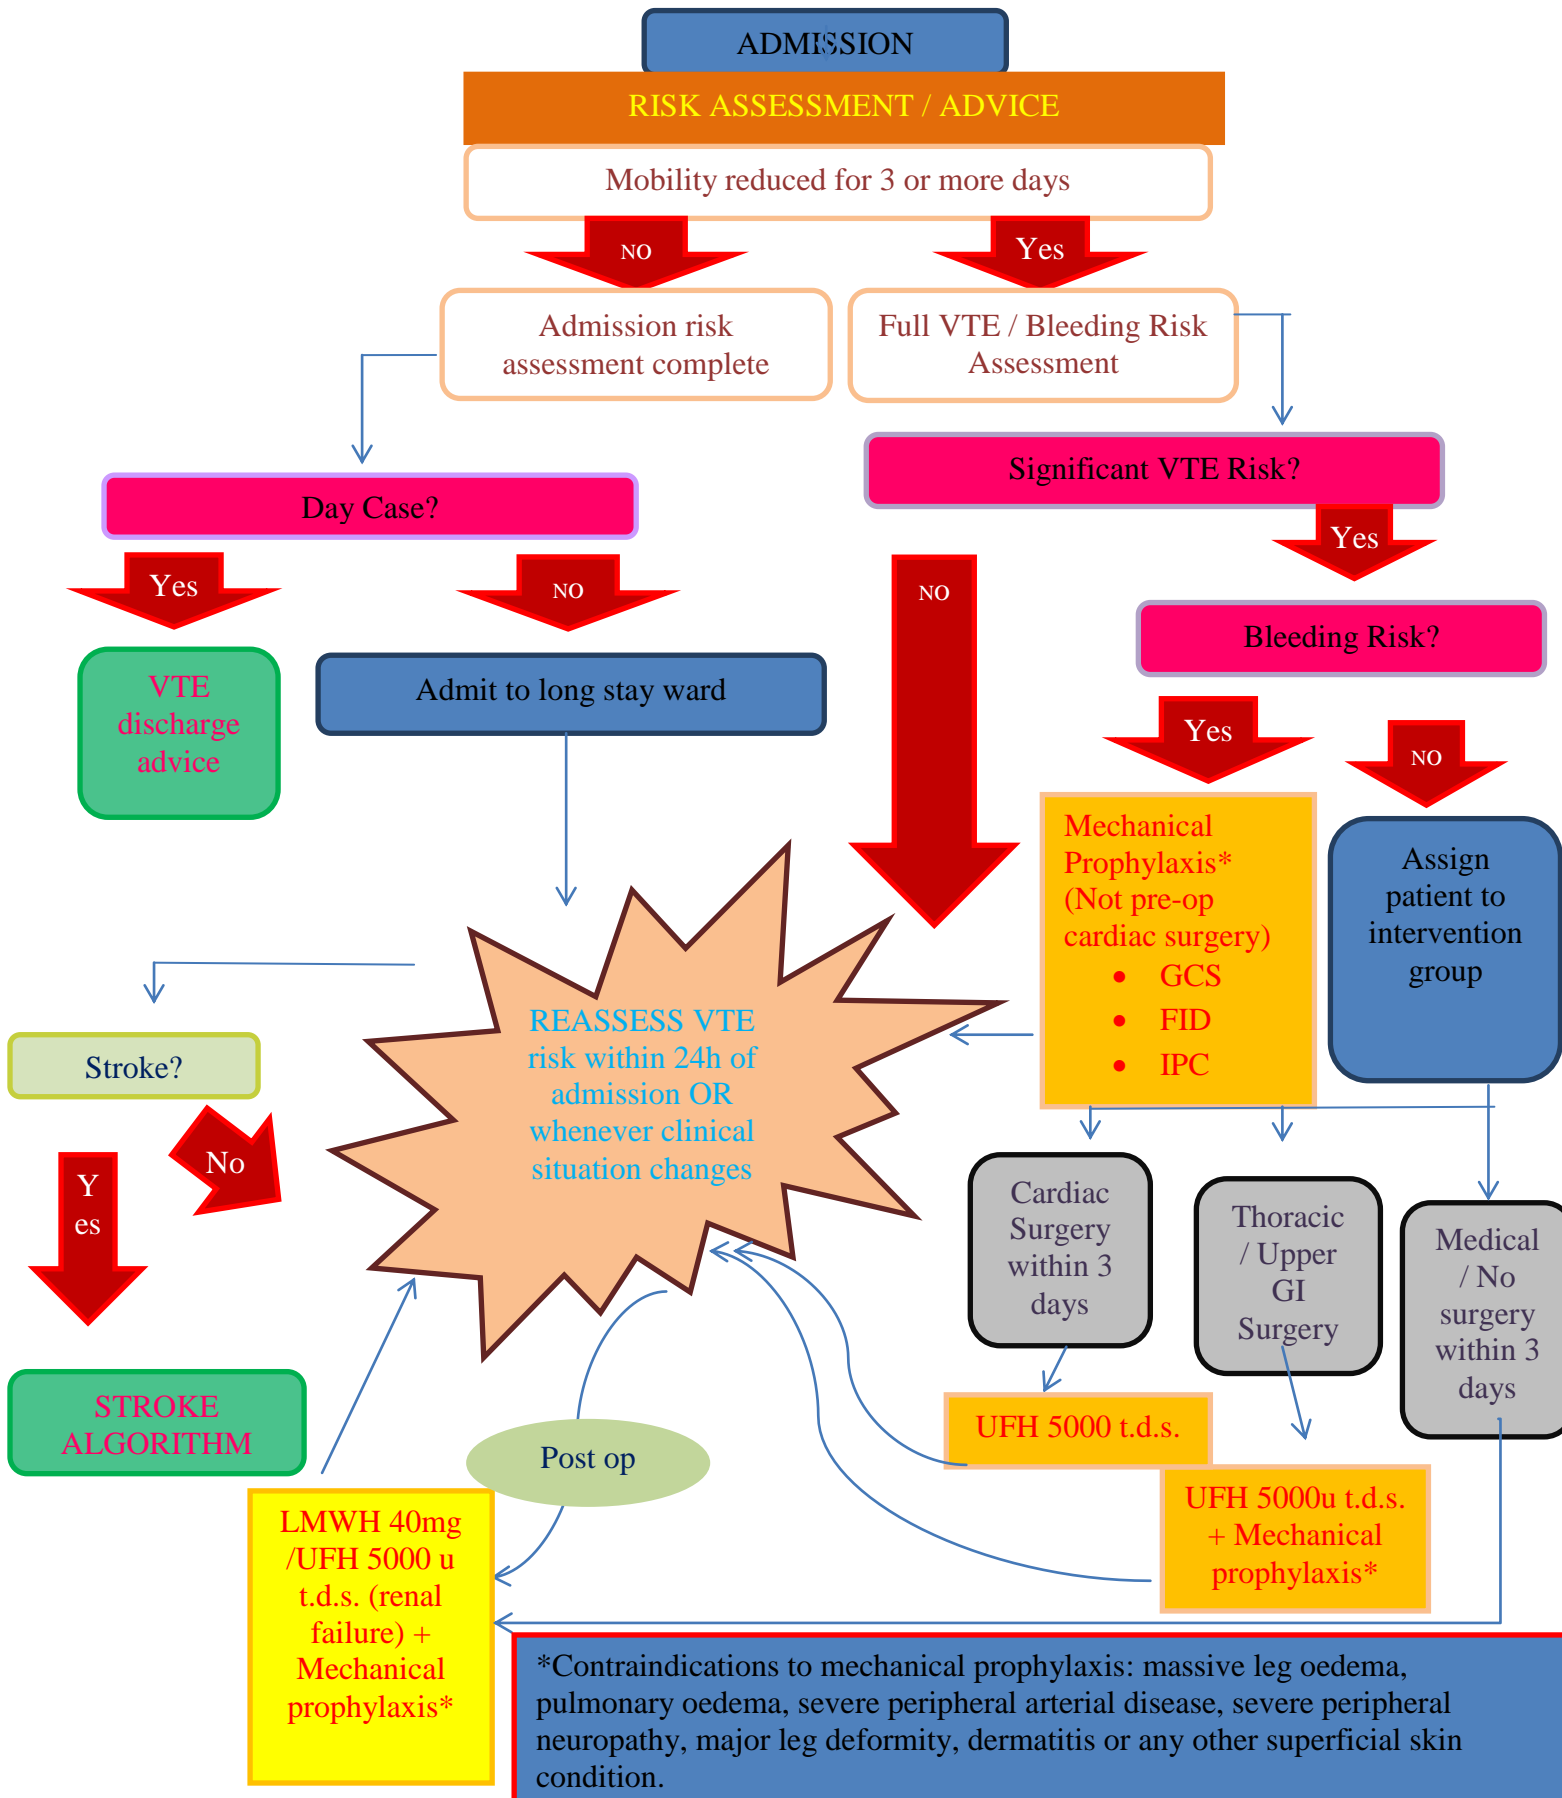 ADMISSION
RISK ASSESSMENT / ADVICE
Mobility reduced for 3 or more days
NO
Yes
Admission risk
assessment complete
Full VTE / Bleeding Risk
Assessment
Significant VTE Risk?
Day Case?
Yes
Yes
NO
NO
Bleeding Risk?
VTE
discharge
advice
Admit to long stay ward
Yes
NO
Mechanical
Prophylaxis*
(Not pre-op
cardiac surgery)
• GCS
• FID
• IPC
Assign
patient to
intervention
group
REASSESS VTE
risk within 24h of
admission OR
whenever clinical
situation changes
Stroke?
No
Y
es
Cardiac
Surgery
within 3
days
Thoracic
/ Upper
GI
Surgery
Medical
/ No
surgery
within 3
days
STROKE
ALGORITHM
UFH 5000 t.d.s.
Post op
UFH 5000u t.d.s.
+ Mechanical
prophylaxis*
LMWH 40mg
/UFH 5000 u
t.d.s. (renal
failure) +
Mechanical
prophylaxis*
*Contraindications to mechanical prophylaxis: massive leg oedema,
pulmonary oedema, severe peripheral arterial disease, severe peripheral
neuropathy, major leg deformity, dermatitis or any other superficial skin
condition.